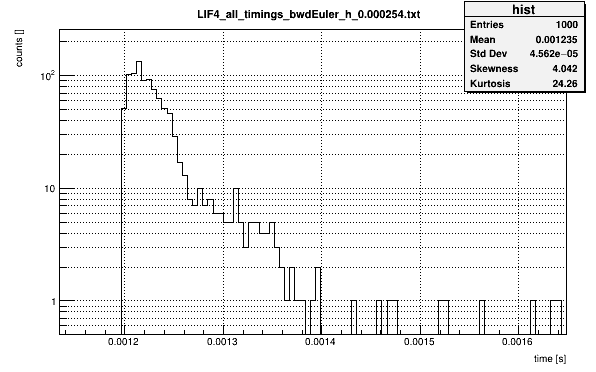 LIF4_all_timings_bwdEuler_h_0.000254.txt
hist
Entries 1000
Mean 0.001235
Std Dev 4.562e−05
Skewness 4.042
Kurtosis 24.26
counts []
10²
10
1
0.0012 0.0013 0.0014 0.0015 0.0016
time [s]